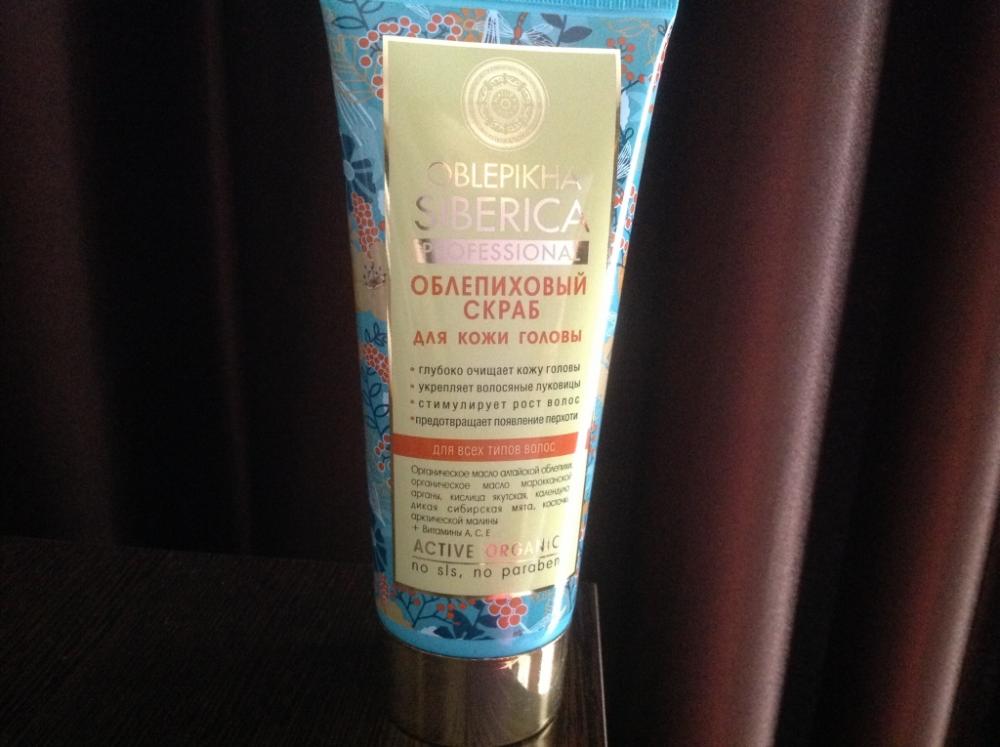 OBLEPIKHA
SIBERICA
PROFESSIONAL
ОБЛЕПИХОВЫЙ
СКРАБ
ДЛЯ КОЖИ ГОЛОВЫ
• глубоко очищает кожу головы
• укрепляет волосяные луковицы
• стимулирует рост волос
• предотвращает появление перхоти
ДЛЯ ВСЕХ ТИПОВ ВОЛОС
Органическое масло алтайской облепихи,
органическое масло марокканской
арганы, кислица якутская, календула
дикая сибирская мята, косточки
арктической малины
+ Витамины А, С, Е
ACTIVE ORGANIC
no sls, no paraben